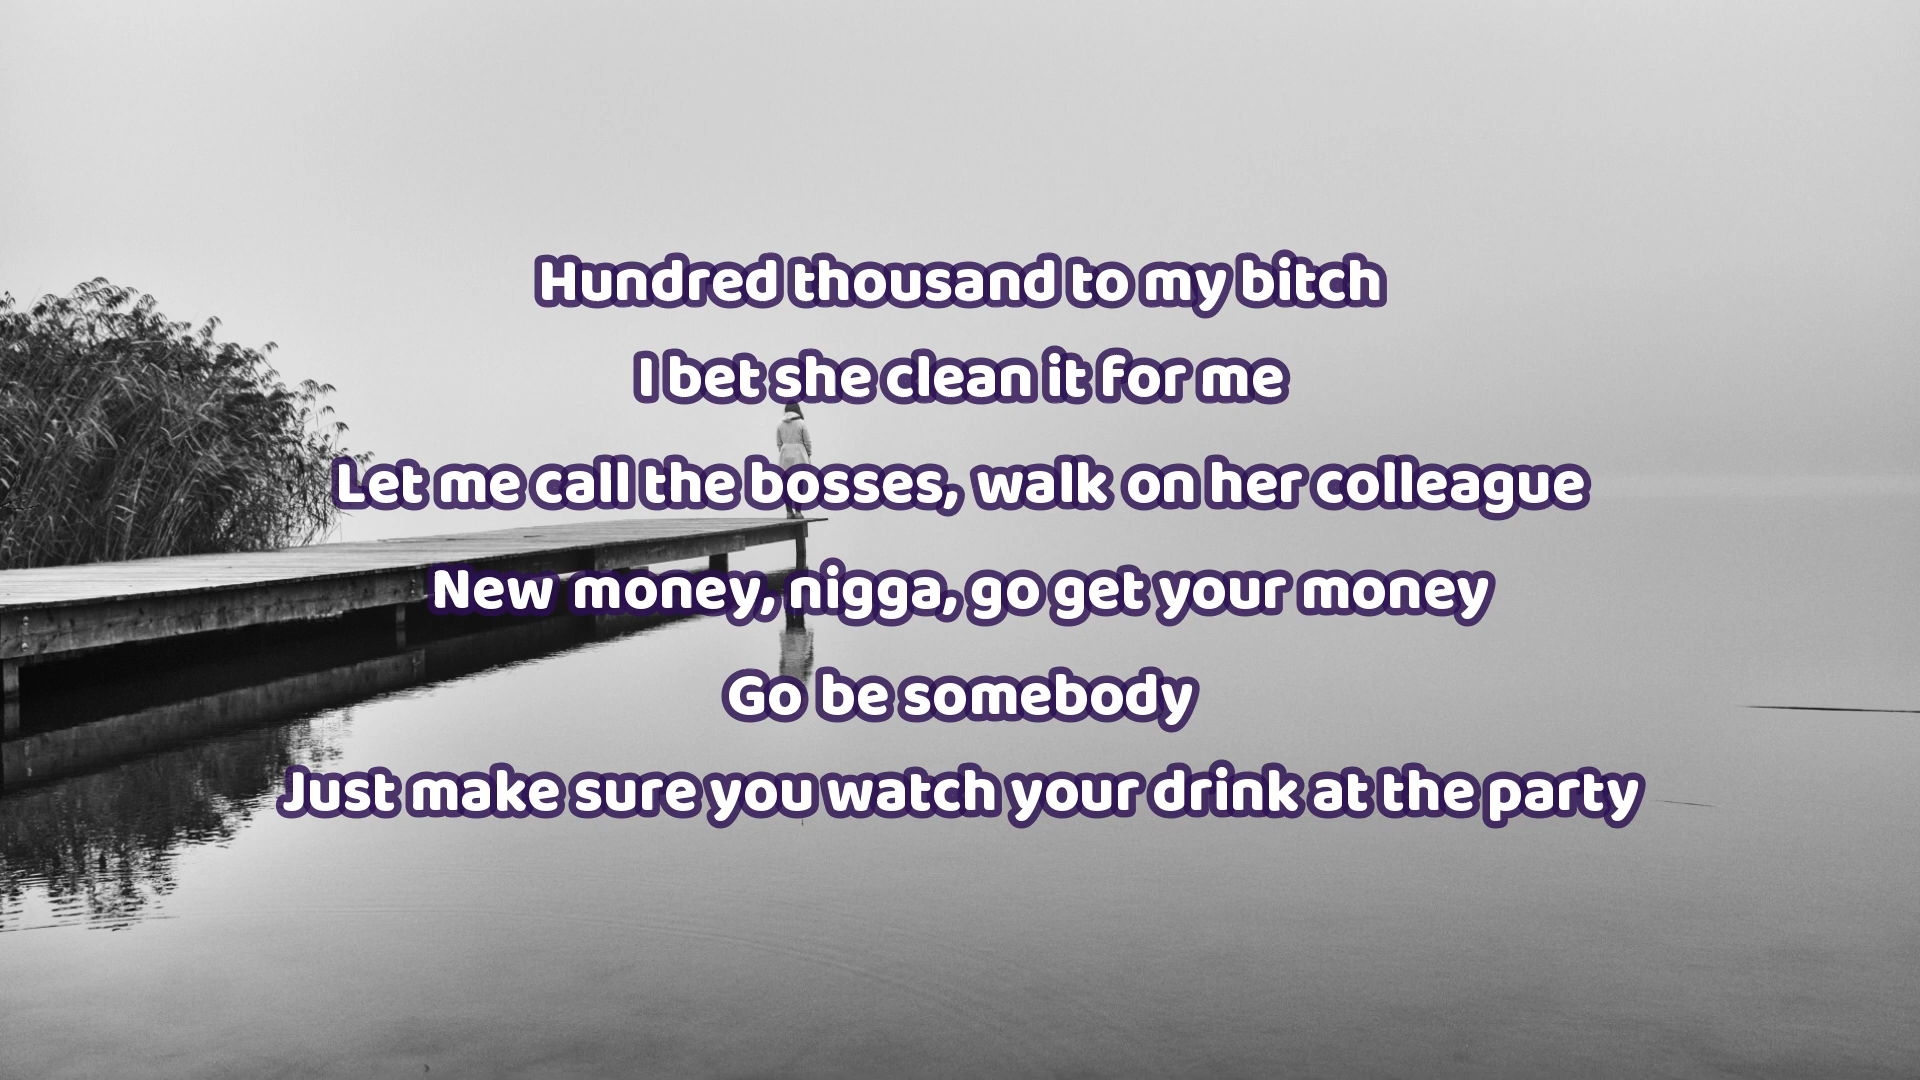 Hundred thousand to my bitch
I bet she clean it for me
Let me call the bosses, walk on her colleague
New money, nigga, go get your money
Go be somebody
Just make sure you watch your drink at the party